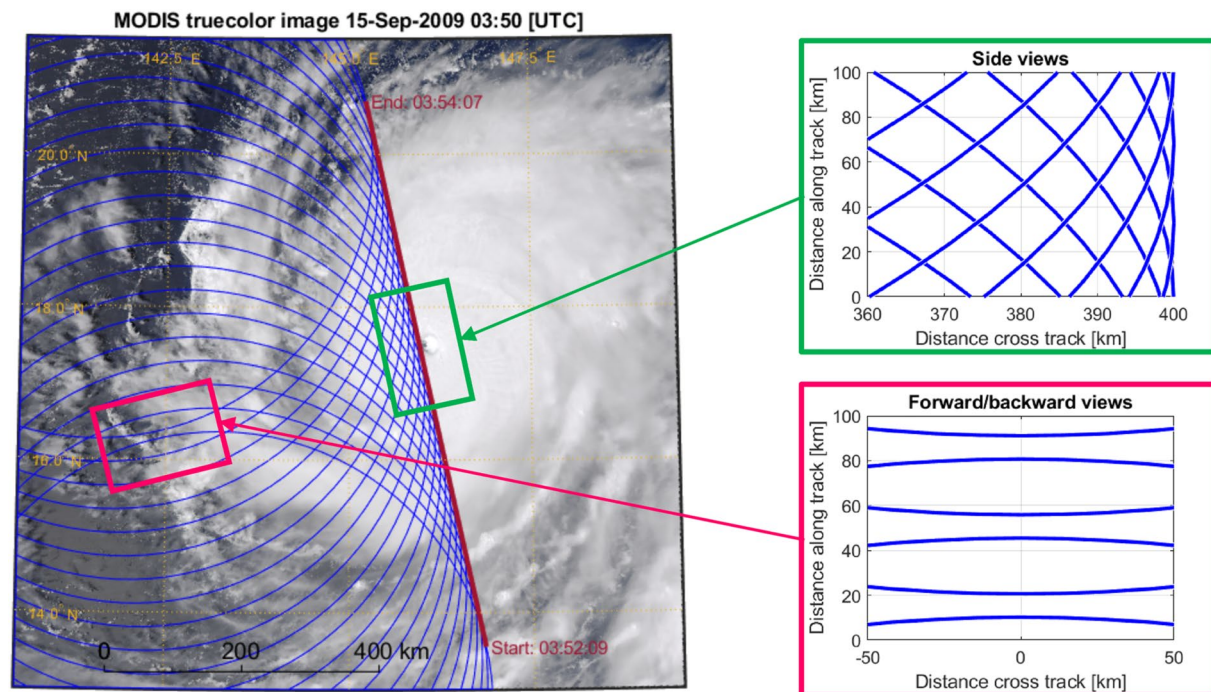 MODIS truecolor image 15-Sep-2009 03:50 [UTC]
142.5 E
145.0 E
147.5 E
End: 03:54:07
20.0 N
18.0 N
16.0 N
14.0 N
Start: 03:52:09
0
200
400 km
Side views
Distance along track [km]
100
80
60
40
20
0
360
370
380
390
400
Distance cross track [km]
Forward/backward views
Distance along track [km]
100
80
60
40
20
0
-50
0
50
Distance cross track [km]